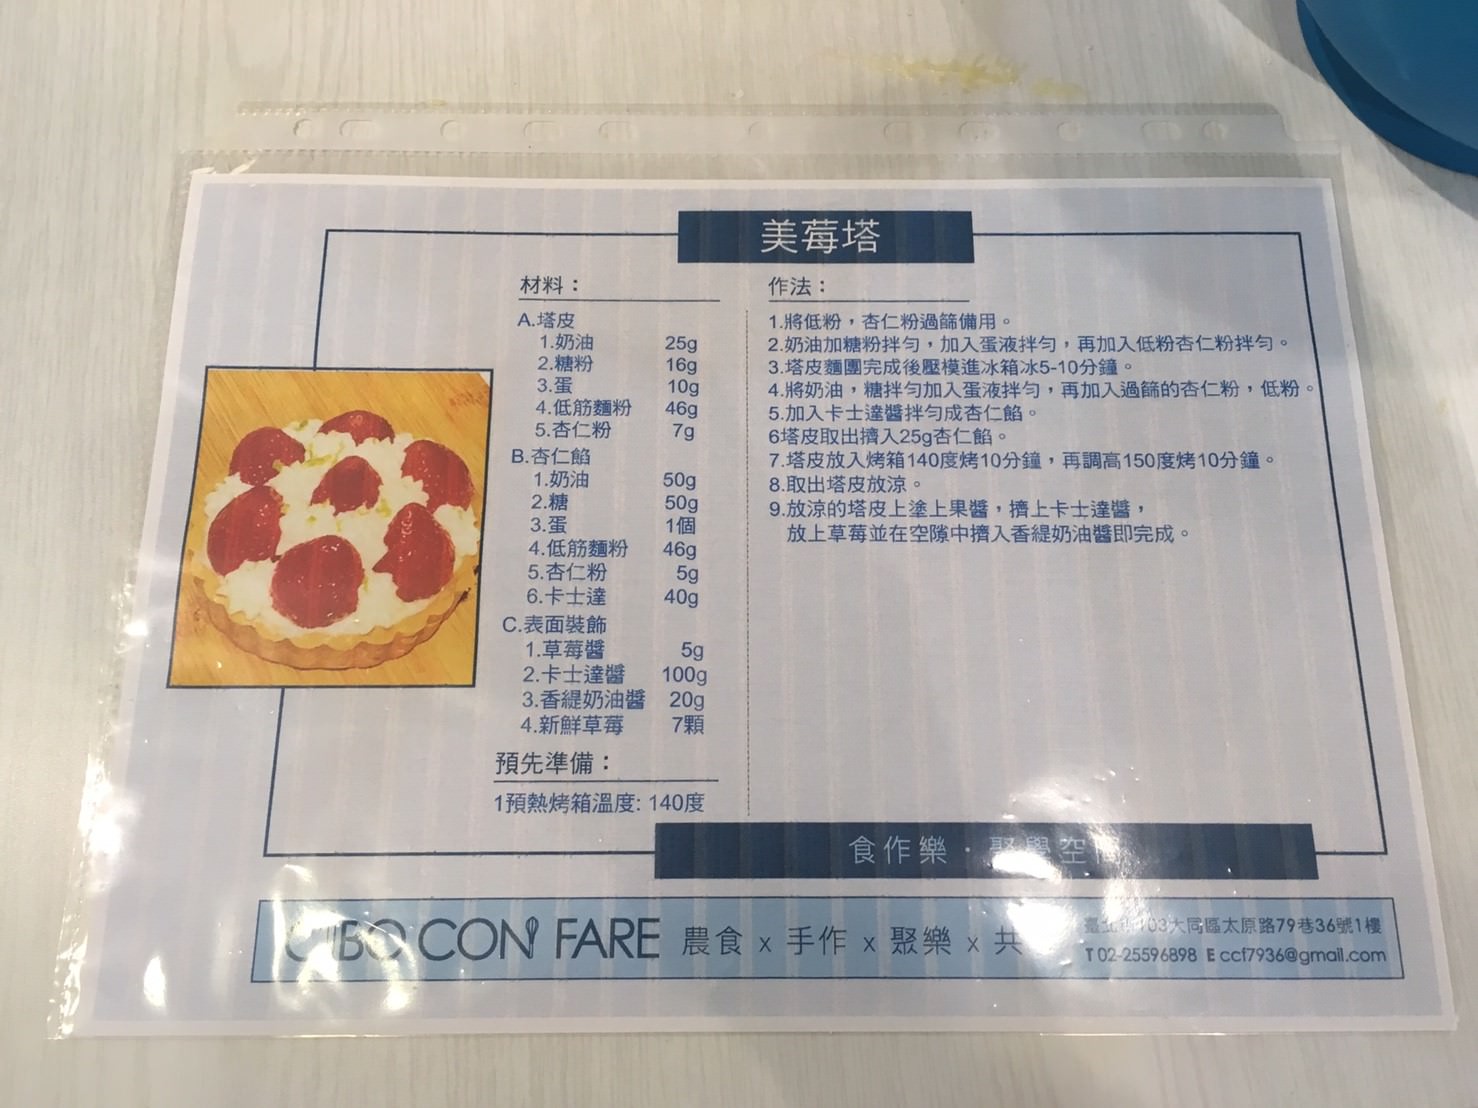 美莓塔
材料：
A.塔皮
1.奶油 25g
2.糖粉 16g
3.蛋 10g
4.低筋麵粉 46g
5.杏仁粉 7g
B.杏仁餡
1.奶油 50g
2.糖 50g
3.蛋 1個
4.低筋麵粉 46g
5.杏仁粉 5g
6.卡士達 40g
C.表面裝飾
1.草莓醬 5g
2.卡士達醬 100g
3.香緹奶油醬 20g
4.新鮮草莓 7顆
預先準備：
1預熱烤箱溫度: 140度
作法：
1.將低粉，杏仁粉過篩備用。
2.奶油加糖粉拌勻，加入蛋液拌勻，再加入低粉杏仁粉拌勻。
3.塔皮麵團完成後壓模進冰箱冰5-10分鐘。
4.將奶油，糖拌勻加入蛋液拌勻，再加入過篩的杏仁粉，低粉。
5.加入卡士達醬拌勻成杏仁餡。
6塔皮取出擠入25g杏仁餡。
7.塔皮放入烤箱140度烤10分鐘，再調高150度烤10分鐘。
8.取出塔皮放涼。
9.放涼的塔皮上塗上果醬，擠上卡士達醬，
放上草莓並在空隙中擠入香緹奶油醬即完成。
食作樂．聚學空間
CIBO CON FARE 農食 x 手作 x 聚樂 x 共
臺北市103大同區太原路79巷36號1樓
T 02-25596898 E ccf7936@gmail.com